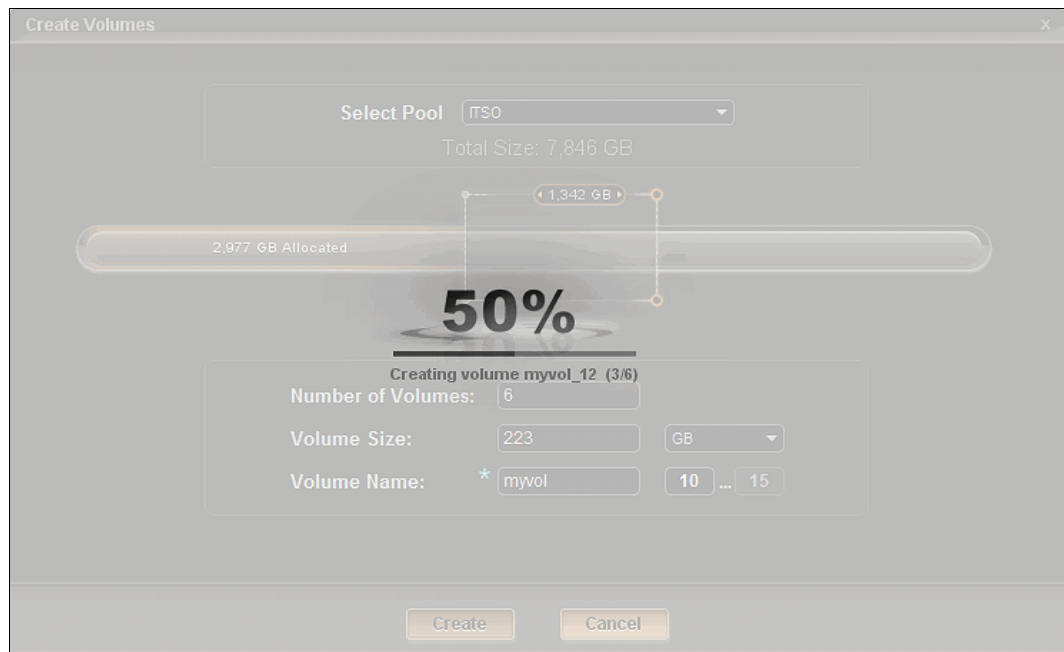 Create Volumes x
Select Pool ITSO
Total Size: 7,846 GB
1,342 GB
2,977 GB Allocated
50%
Creating volume myvol_12 (3/6)
Number of Volumes: 6
Volume Size: 223 GB
Volume Name: * myvol 10 ... 15
Create Cancel